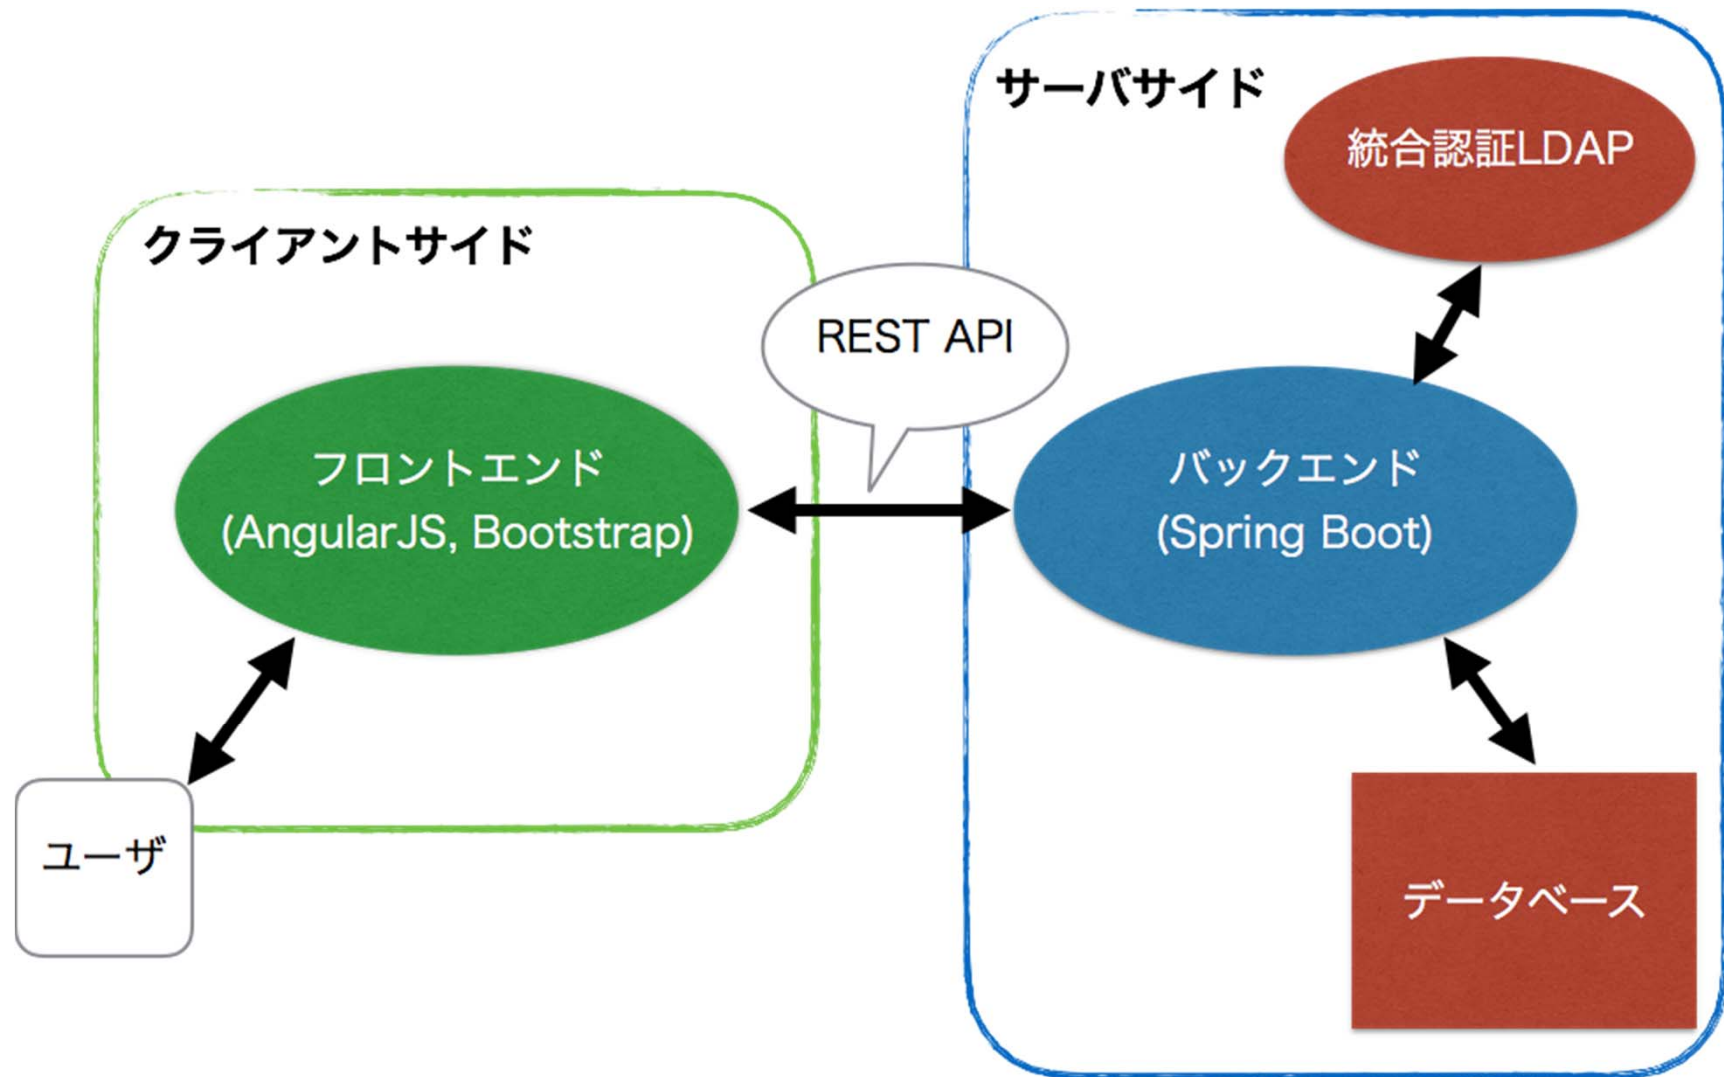 サーバサイド
統合認証LDAP
クライアントサイド
REST API
フロントエンド
(AngularJS, Bootstrap)
バックエンド
(Spring Boot)
ユーザ
データベース